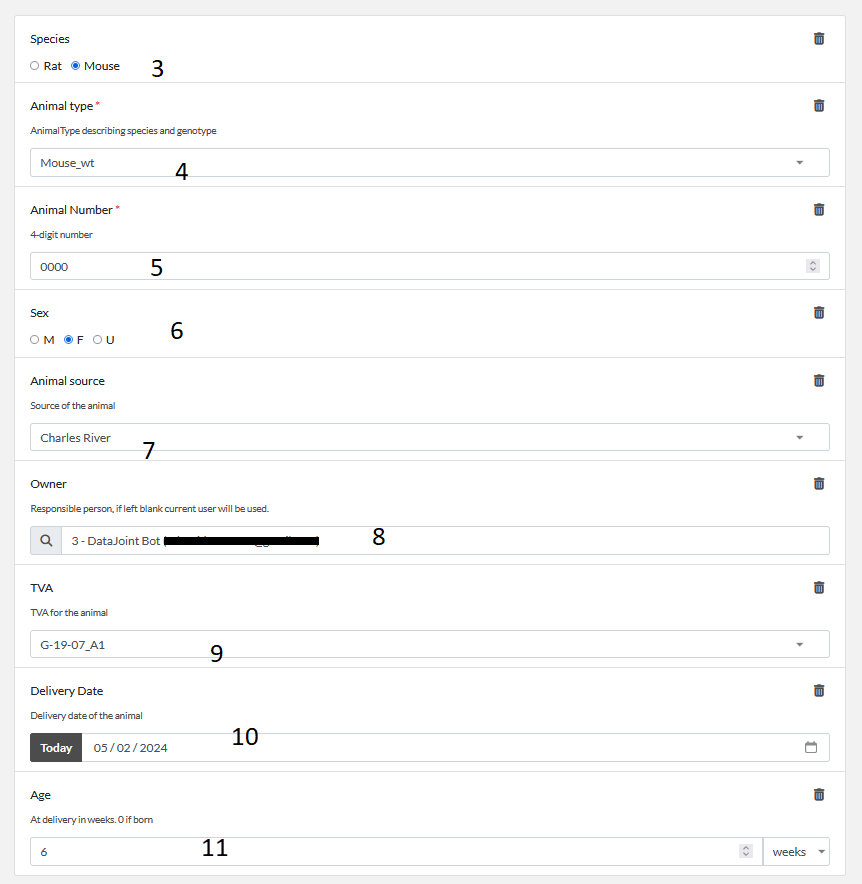 Species
Rat Mouse 3
Animal type *
AnimalType describing species and genotype
Mouse_wt 4
Animal Number *
4-digit number
0000 5
Sex
M F U 6
Animal source
Source of the animal
Charles River 7
Owner
Responsible person, if left blank current user will be used.
3 - DataJoint Bot 8
TVA
TVA for the animal
G-19-07_A1 9
Delivery Date
Delivery date of the animal
Today 05 / 02 / 2024 10
Age
At delivery in weeks. 0 if born
6 11 weeks